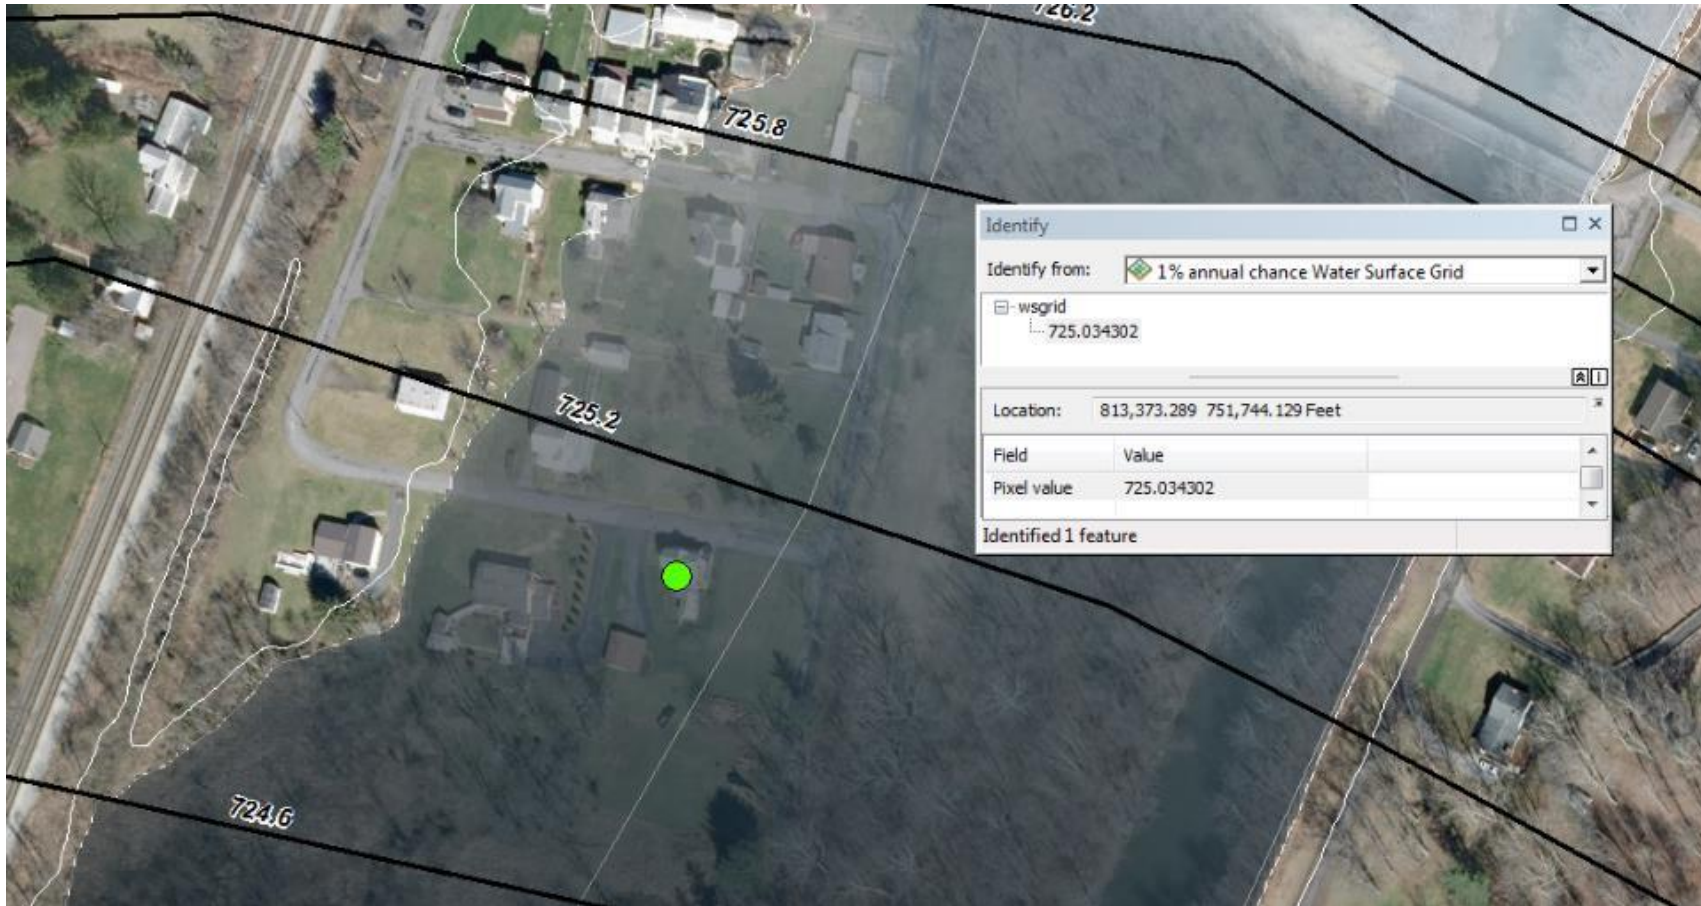 726.2
725.8
Identify
Identify from: 1% annual chance Water Surface Grid
wsgrid
725.034302
Location: 813,373.289 751,744.129 Feet
Field Value
Pixel value 725.034302
Identified 1 feature
725.2
724.6